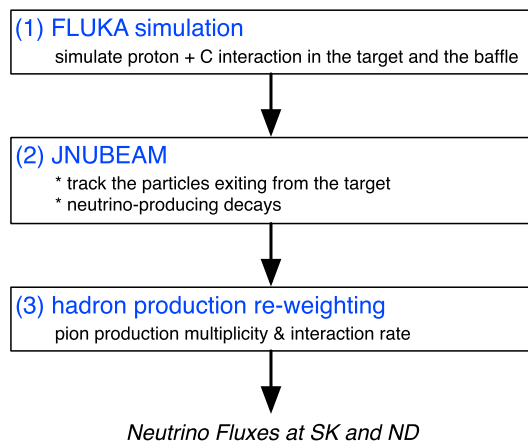 (1) FLUKA simulation
simulate proton + C interaction in the target and the baffle
(2) JNUBEAM
* track the particles exiting from the target
* neutrino-producing decays
(3) hadron production re-weighting
pion production multiplicity & interaction rate
Neutrino Fluxes at SK and ND